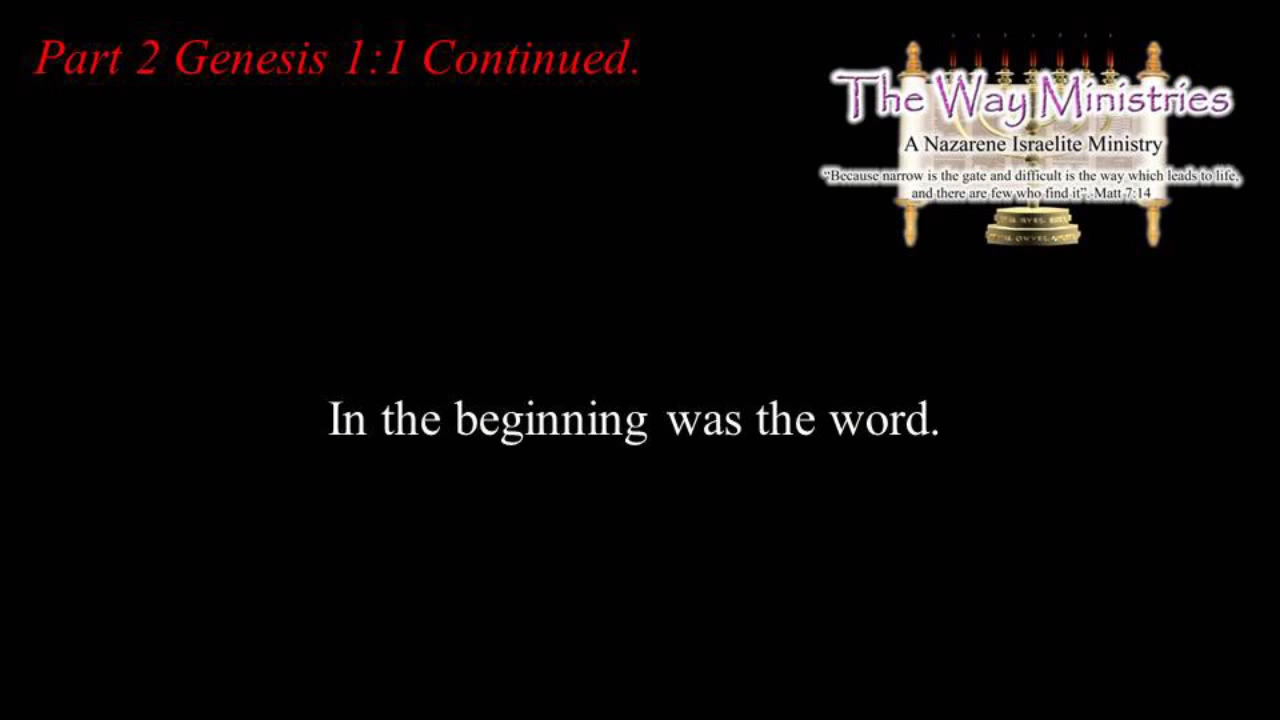 Part 2 Genesis 1:1 Continued.
The Way Ministries
A Nazarene Israelite Ministry
"Because narrow is the gate and difficult is the way which leads to life,
and there are few who find it". Matt 7:14
In the beginning was the word.